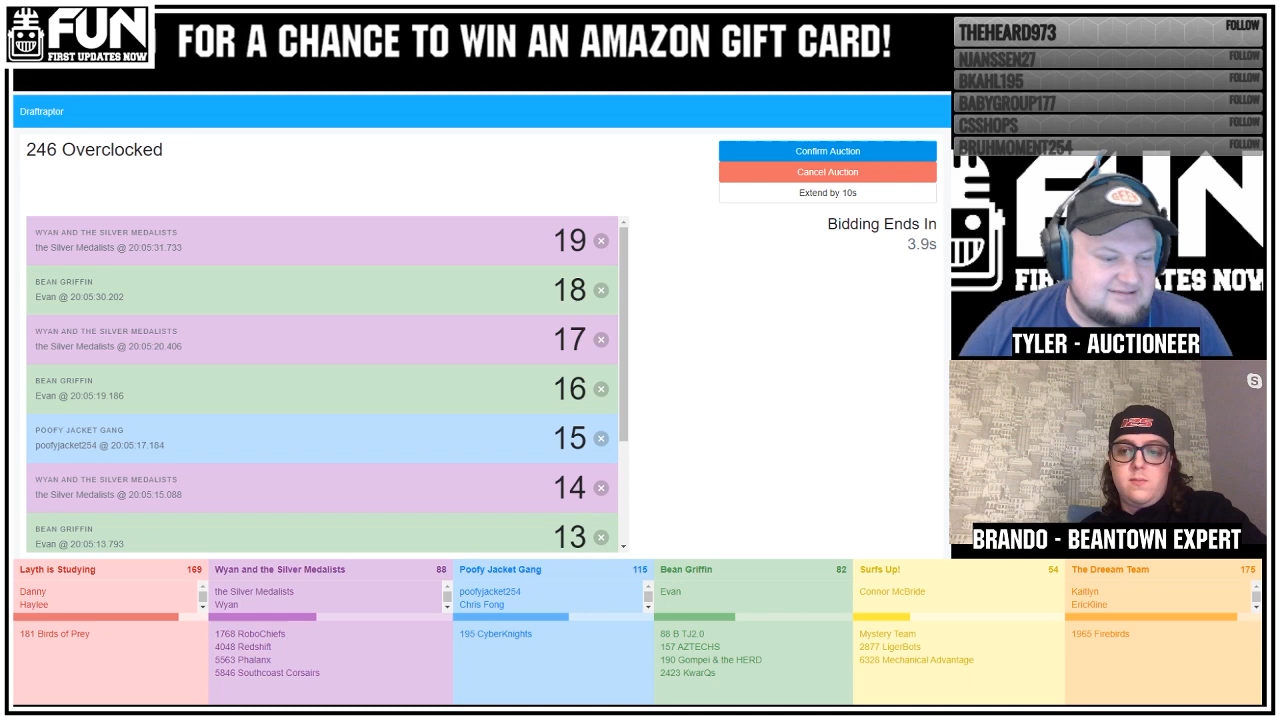 FUN
FIRST UPDATES NOW
FOR A CHANCE TO WIN AN AMAZON GIFT CARD!
THEHEARD973 FOLLOW
NJANSSEN27 FOLLOW
BKAHL195 FOLLOW
BABYGROUP177 FOLLOW
CSSHOPS FOLLOW
BRUHMOMENT254 FOLLOW
Draftraptor
246 Overclocked
Confirm Auction
Cancel Auction
Extend by 10s
Bidding Ends In
3.9s
WYAN AND THE SILVER MEDALISTS
the Silver Medalists @ 20:05:31.733
19
BEAN GRIFFIN
Evan @ 20:05:30.202
18
WYAN AND THE SILVER MEDALISTS
the Silver Medalists @ 20:05:20.406
17
BEAN GRIFFIN
Evan @ 20:05:19.186
16
POOFY JACKET GANG
poofyjacket254 @ 20:05:17.184
15
WYAN AND THE SILVER MEDALISTS
the Silver Medalists @ 20:05:15.088
14
BEAN GRIFFIN
Evan @ 20:05:13.793
13
FUN
FIRST UPDATES NOW
TYLER - AUCTIONEER
125
BRANDO - BEANTOWN EXPERT
Layth is Studying 169
Danny
Haylee
181 Birds of Prey
Wyan and the Silver Medalists 88
the Silver Medalists
Wyan
1768 RoboChiefs
4048 Redshift
5563 Phalanx
5846 Southcoast Corsairs
Poofy Jacket Gang 115
poofyjacket254
Chris Fong
195 CyberKnights
Bean Griffin 82
Evan
88 B TJ2.0
157 AZTECHS
190 Gompei & the HERD
2423 KwarQs
Surfs Up! 54
Connor McBride
Mystery Team
2877 LigerBots
6328 Mechanical Advantage
The Dreeam Team 175
Kaitlyn
EricKline
1965 Firebirds